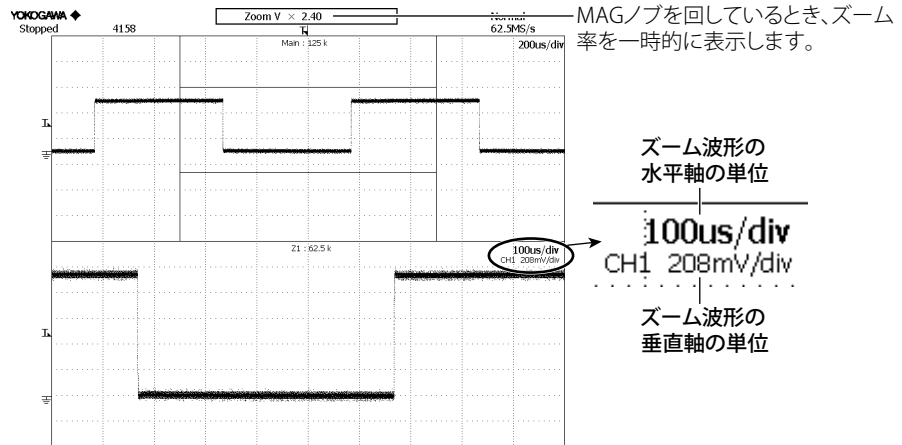 YOKOGAWA ◆
Stopped 4158
Zoom V × 2.40
Normal
62.5MS/s
MAGノブを回しているとき、ズーム
率を一時的に表示します。
Main : 125 k
200us/div
Z1 : 62.5 k
100us/div
CH1 208mV/div
ズーム波形の
水平軸の単位
100us/div
CH1 208mV/div
ズーム波形の
垂直軸の単位